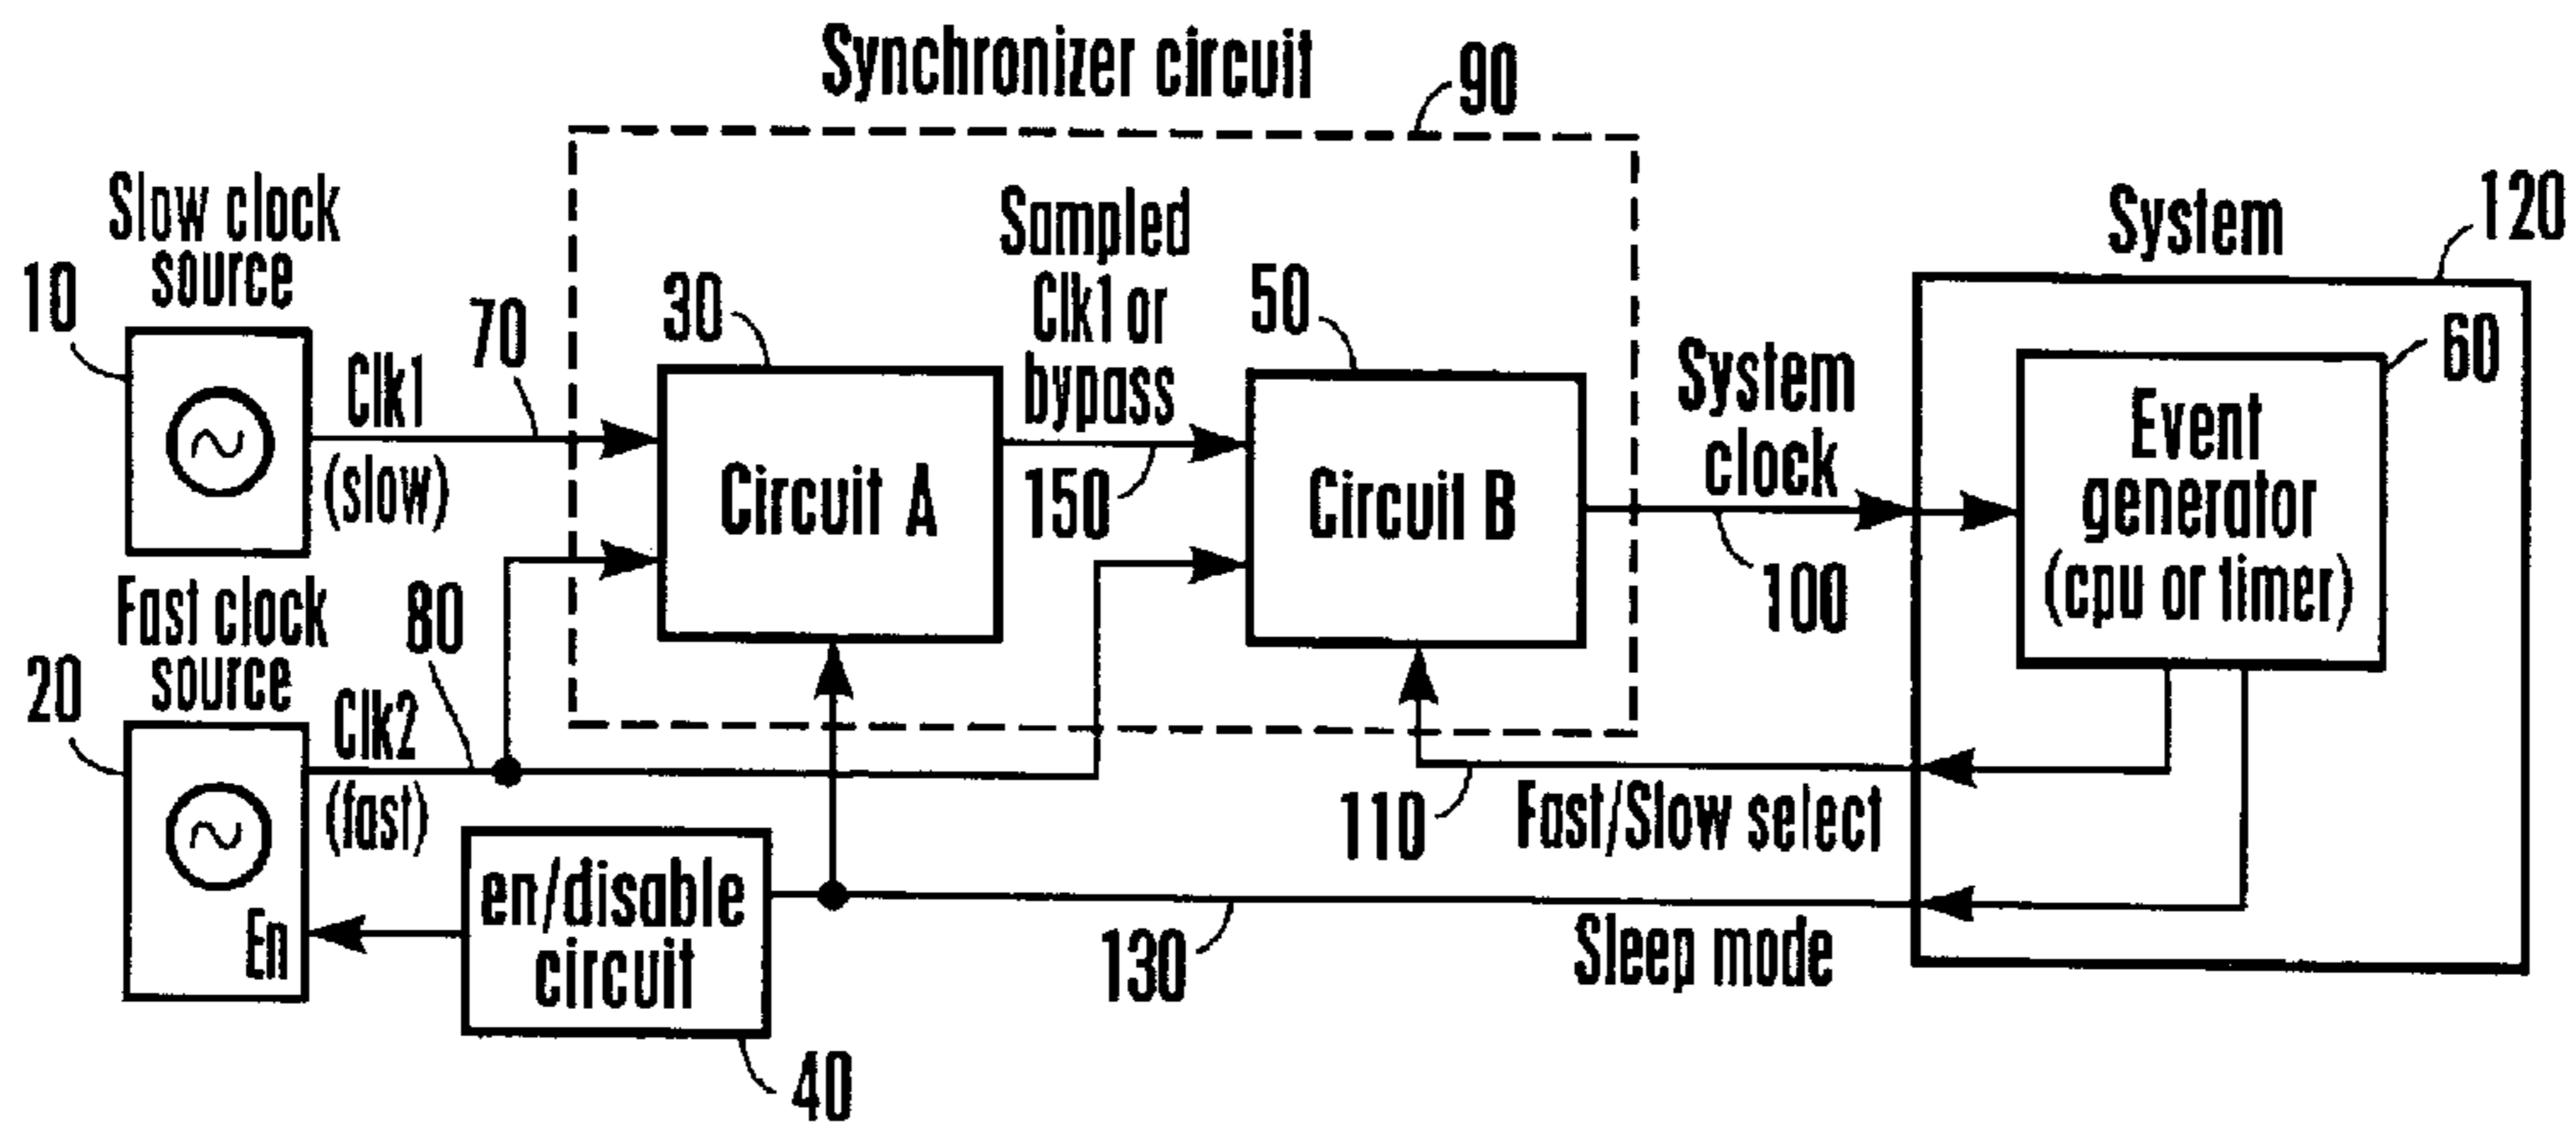 Synchronizer circuit
90
Slow clock
source
10
Clk1
(slow)
70
30
Circuit A
Sampled
Clk1 or
bypass
150
50
Circuit B
System
clock
100
System
120
60
Event
generator
(cpu or timer)
Fast clock
source
20
Clk2
(fast)
80
En
en/disable
circuit
40
110
Fast/Slow select
130
Sleep mode